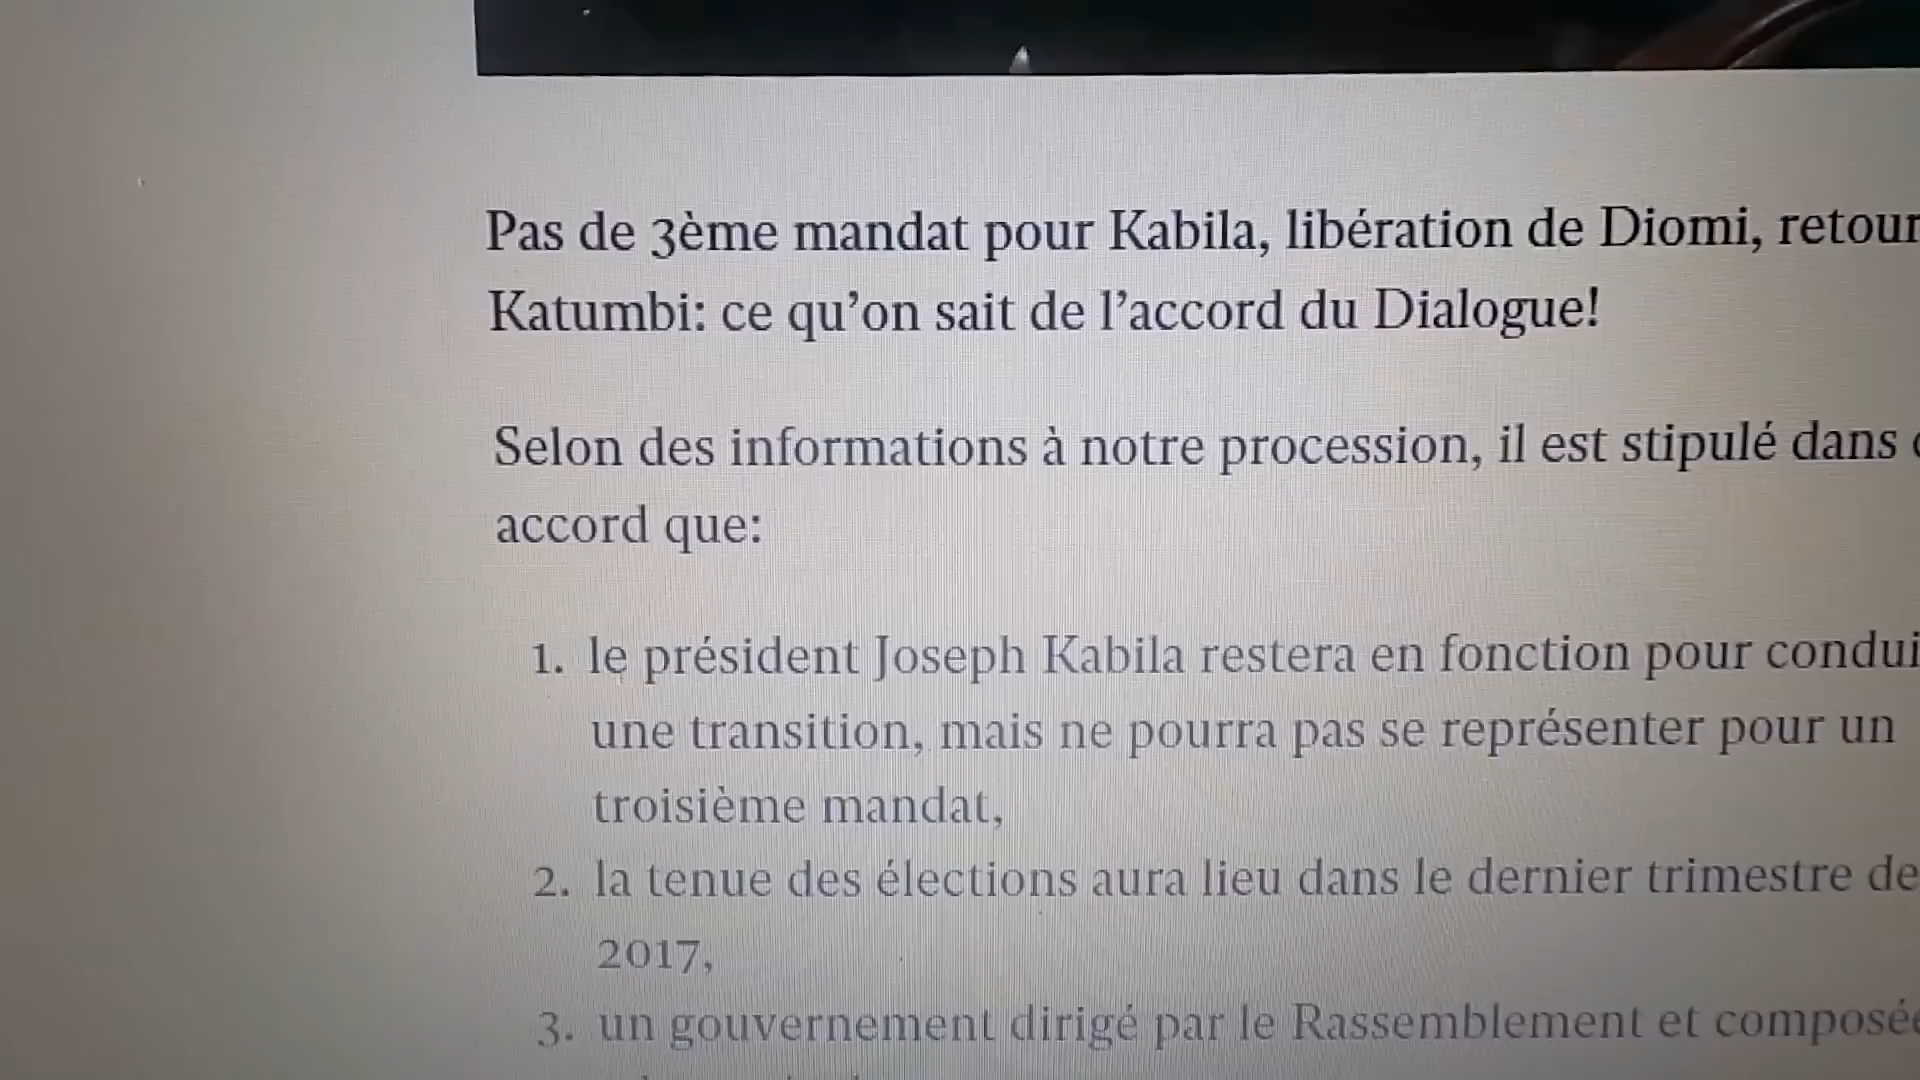 Pas de 3ème mandat pour Kabila, libération de Diomi, retour
Katumbi: ce qu'on sait de l'accord du Dialogue!
Selon des informations à notre procession, il est stipulé dans
accord que:
1. le président Joseph Kabila restera en fonction pour condui
une transition, mais ne pourra pas se représenter pour un
troisième mandat,
2. la tenue des élections aura lieu dans le dernier trimestre de
2017,
3. un gouvernement dirigé par le Rassemblement et composée